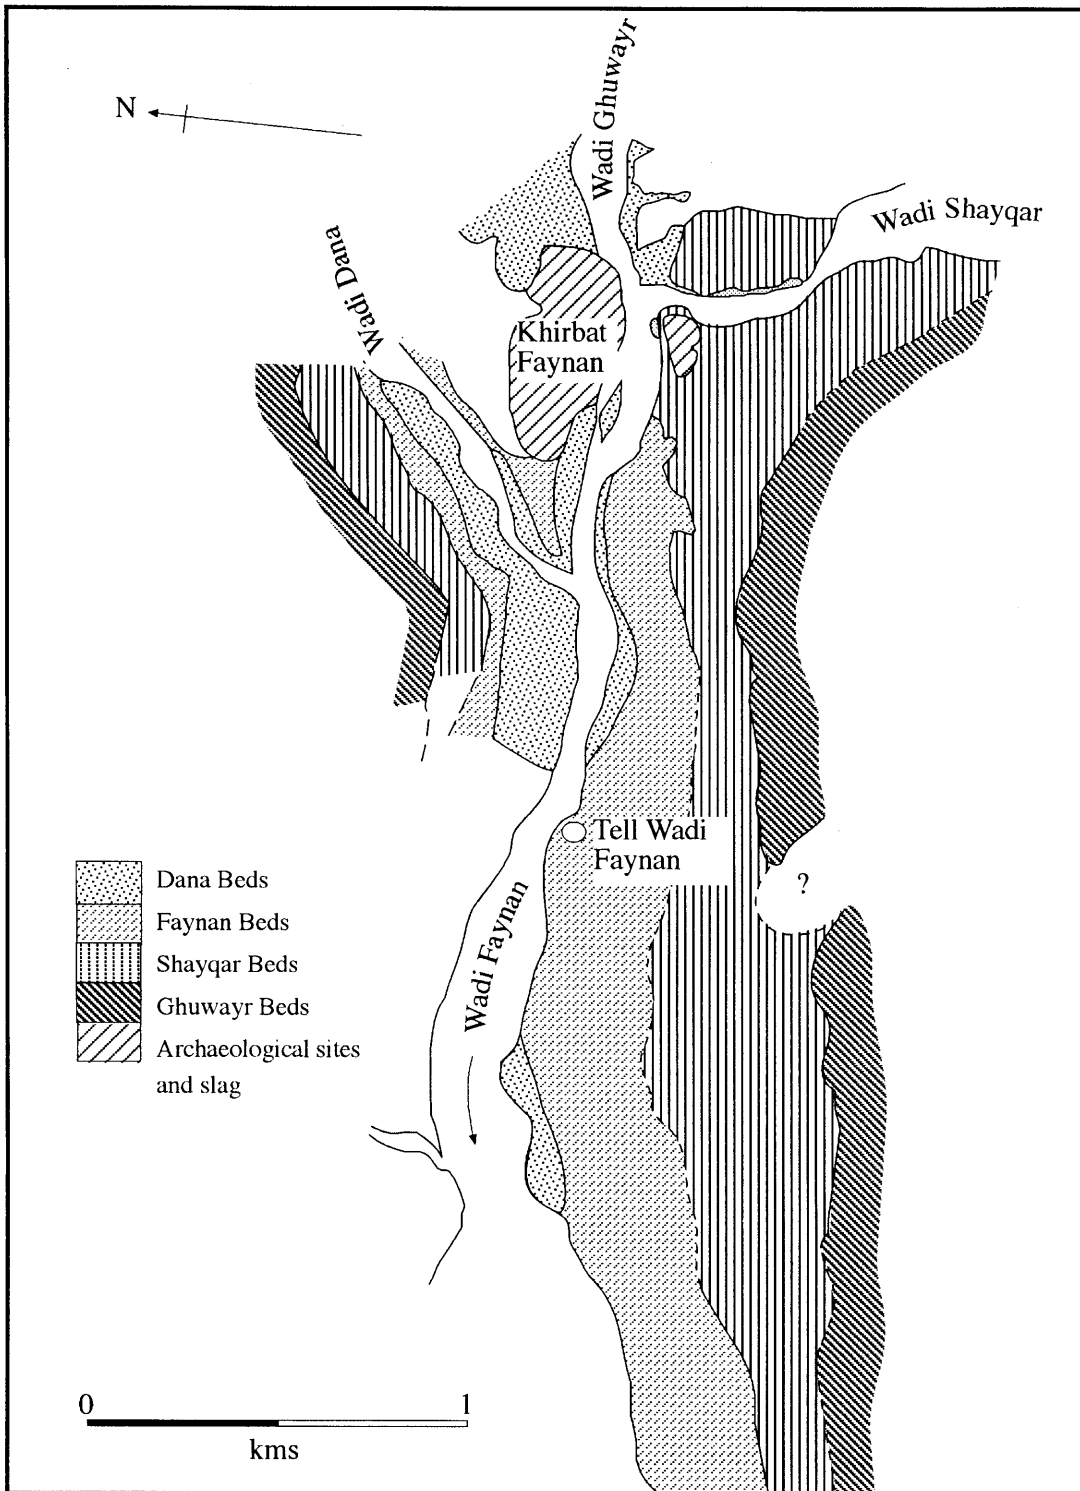 Wadi Ghuwayr
N
Wadi Shayqar
Wadi Dana
Khirbat
Faynan
Tell Wadi
Faynan
?
Wadi Faynan
Dana Beds
Faynan Beds
Shayqar Beds
Ghuwayr Beds
Archaeological sites
and slag
0 1
kms